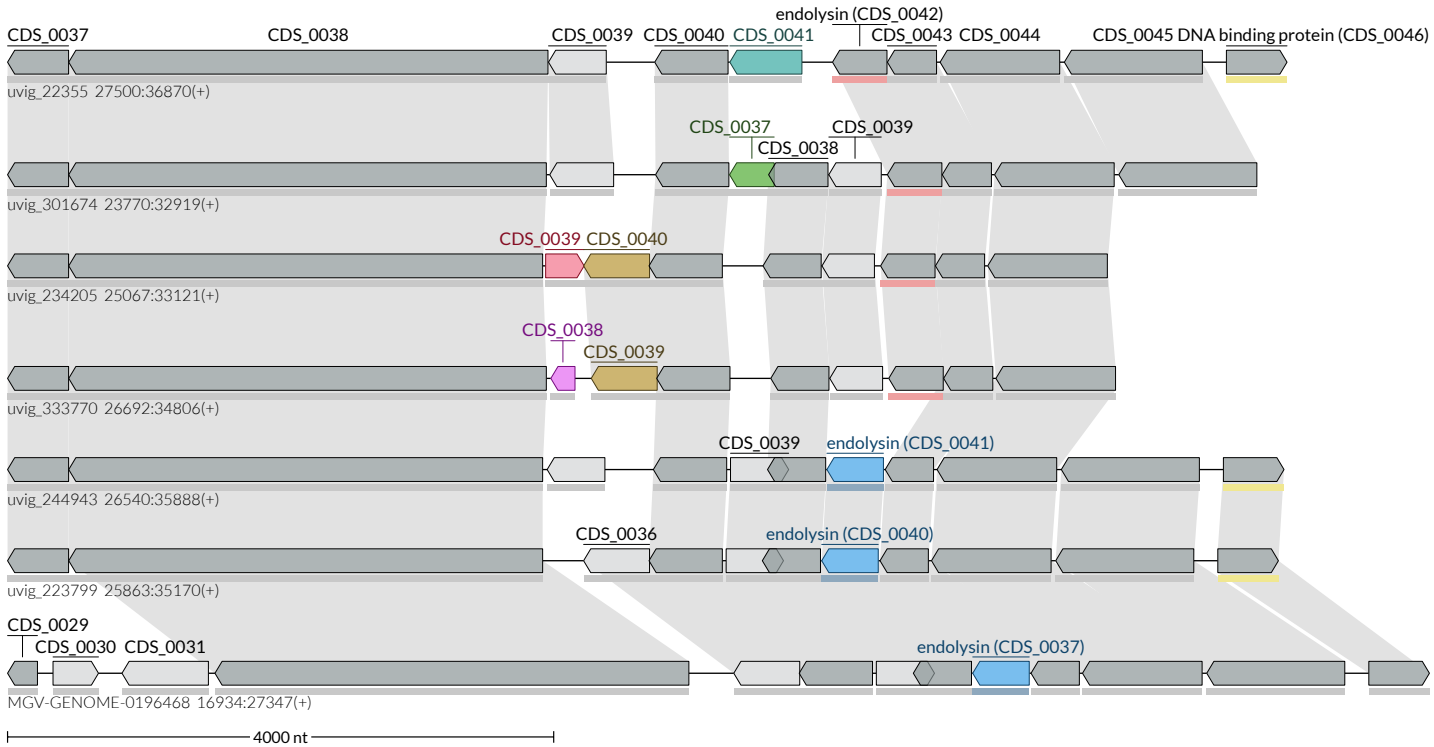 endolysin (CDS_0042)
CDS_0037 CDS_0038 CDS_0039 CDS_0040 CDS_0041 CDS_0043 CDS_0044 CDS_0045 DNA binding protein (CDS_0046)
uvig_22355 27500:36870(+)
CDS_0037 CDS_0039
CDS_0038
uvig_301674 23770:32919(+)
CDS_0039 CDS_0040
uvig_234205 25067:33121(+)
CDS_0038
CDS_0039
uvig_333770 26692:34806(+)
CDS_0039 endolysin (CDS_0041)
uvig_244943 26540:35888(+)
CDS_0036 endolysin (CDS_0040)
uvig_223799 25863:35170(+)
CDS_0029
CDS_0030 CDS_0031 endolysin (CDS_0037)
MGV-GENOME-0196468 16934:27347(+)
4000 nt